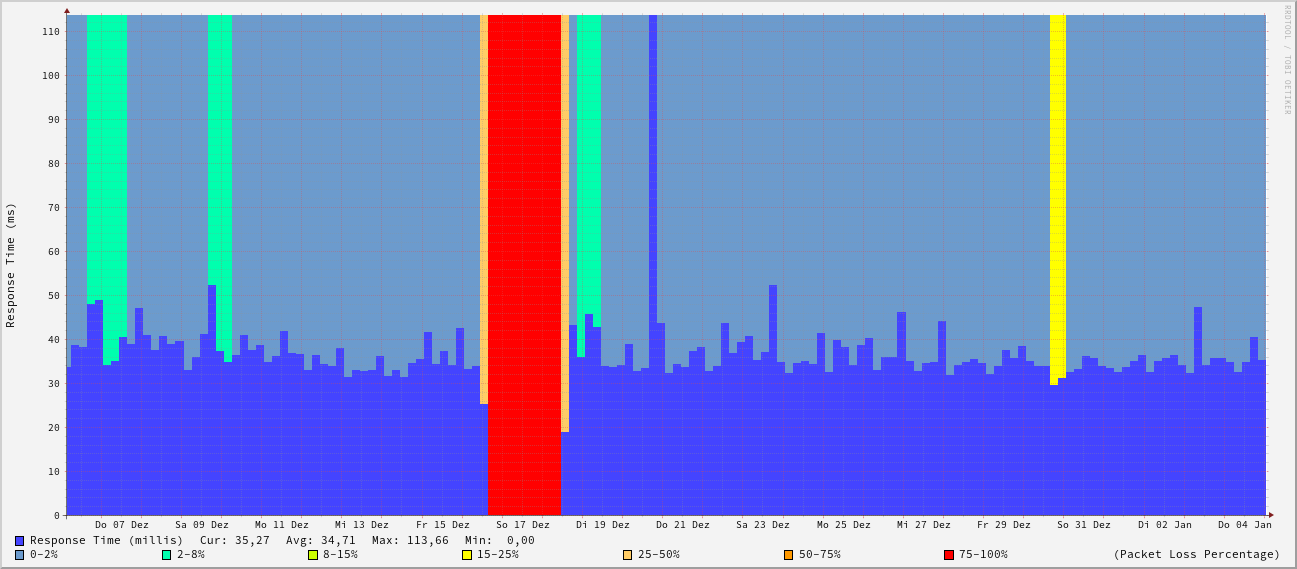 RRDTOOL / TOBI OETIKER
Response Time (ms)
110
100
90
80
70
60
50
40
30
20
10
0
Do 07 Dez Sa 09 Dez Mo 11 Dez Mi 13 Dez Fr 15 Dez So 17 Dez Di 19 Dez Do 21 Dez Sa 23 Dez Mo 25 Dez Mi 27 Dez Fr 29 Dez So 31 Dez Di 02 Jan Do 04 Jan
Response Time (millis) Cur: 35,27 Avg: 34,71 Max: 113,66 Min: 0,00
0-2% 2-8% 8-15% 15-25% 25-50% 50-75% 75-100% (Packet Loss Percentage)